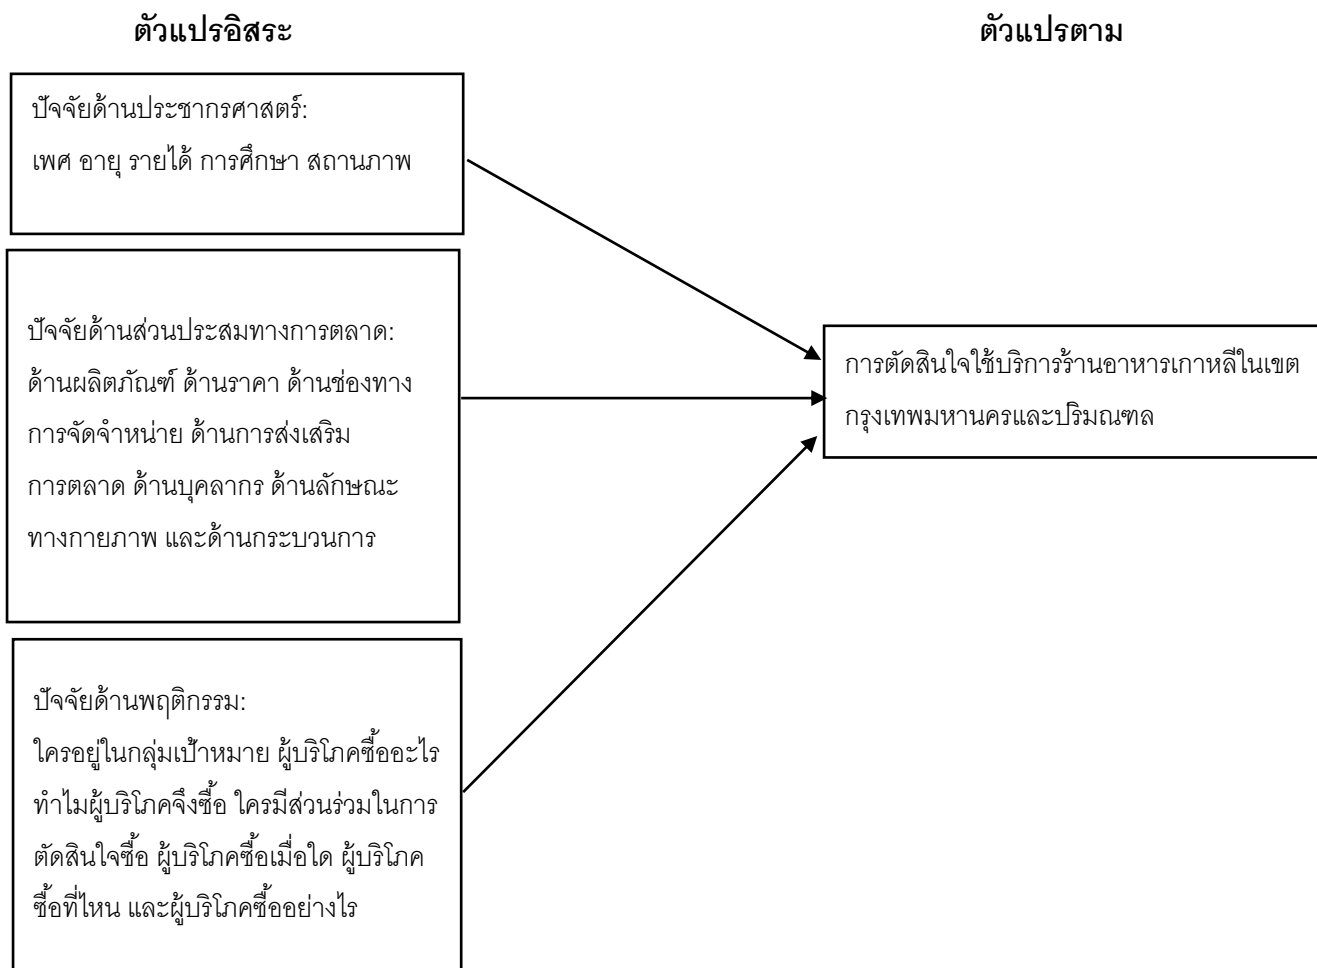 ตัวแปรอิสระ
ตัวแปรตาม
ปัจจัยด้านประชากรศาสตร์:
เพศ อายุ รายได้ การศึกษา สถานภาพ
ปัจจัยด้านส่วนประสมทางการตลาด:
ด้านผลิตภัณฑ์ ด้านราคา ด้านช่องทาง
การจัดจำหน่าย ด้านการส่งเสริม
การตลาด ด้านบุคลากร ด้านลักษณะ
ทางกายภาพ และด้านกระบวนการ
ปัจจัยด้านพฤติกรรม:
ใครอยู่ในกลุ่มเป้าหมาย ผู้บริโภคซื้ออะไร
ทำไมผู้บริโภคจึงซื้อ ใครมีส่วนร่วมในการ
ตัดสินใจซื้อ ผู้บริโภคซื้อเมื่อใด ผู้บริโภค
ซื้อที่ไหน และผู้บริโภคซื้ออย่างไร
การตัดสินใจใช้บริการร้านอาหารเกาหลีในเขต
กรุงเทพมหานครและปริมณฑล